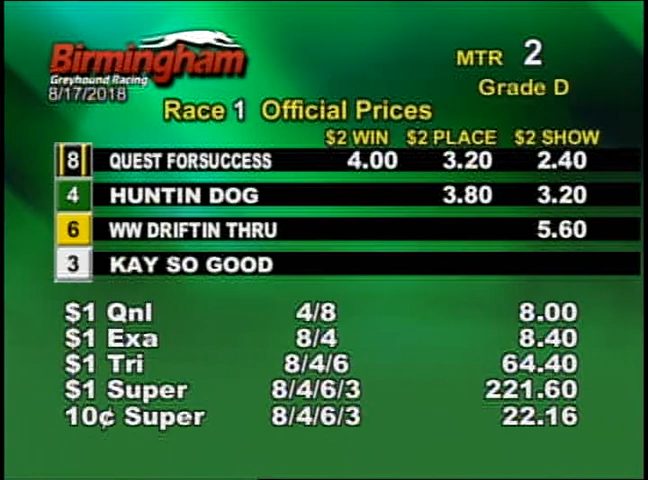 Birmingham
Greyhound Racing
8/17/2018
MTR 2
Grade D
Race 1 Official Prices
$2 WIN $2 PLACE $2 SHOW
8 QUEST FORSUCCESS 4.00 3.20 2.40
4 HUNTIN DOG 3.80 3.20
6 WW DRIFTIN THRU 5.60
3 KAY SO GOOD
$1 Qnl 4/8 8.00
$1 Exa 8/4 8.40
$1 Tri 8/4/6 64.40
$1 Super 8/4/6/3 221.60
10¢ Super 8/4/6/3 22.16